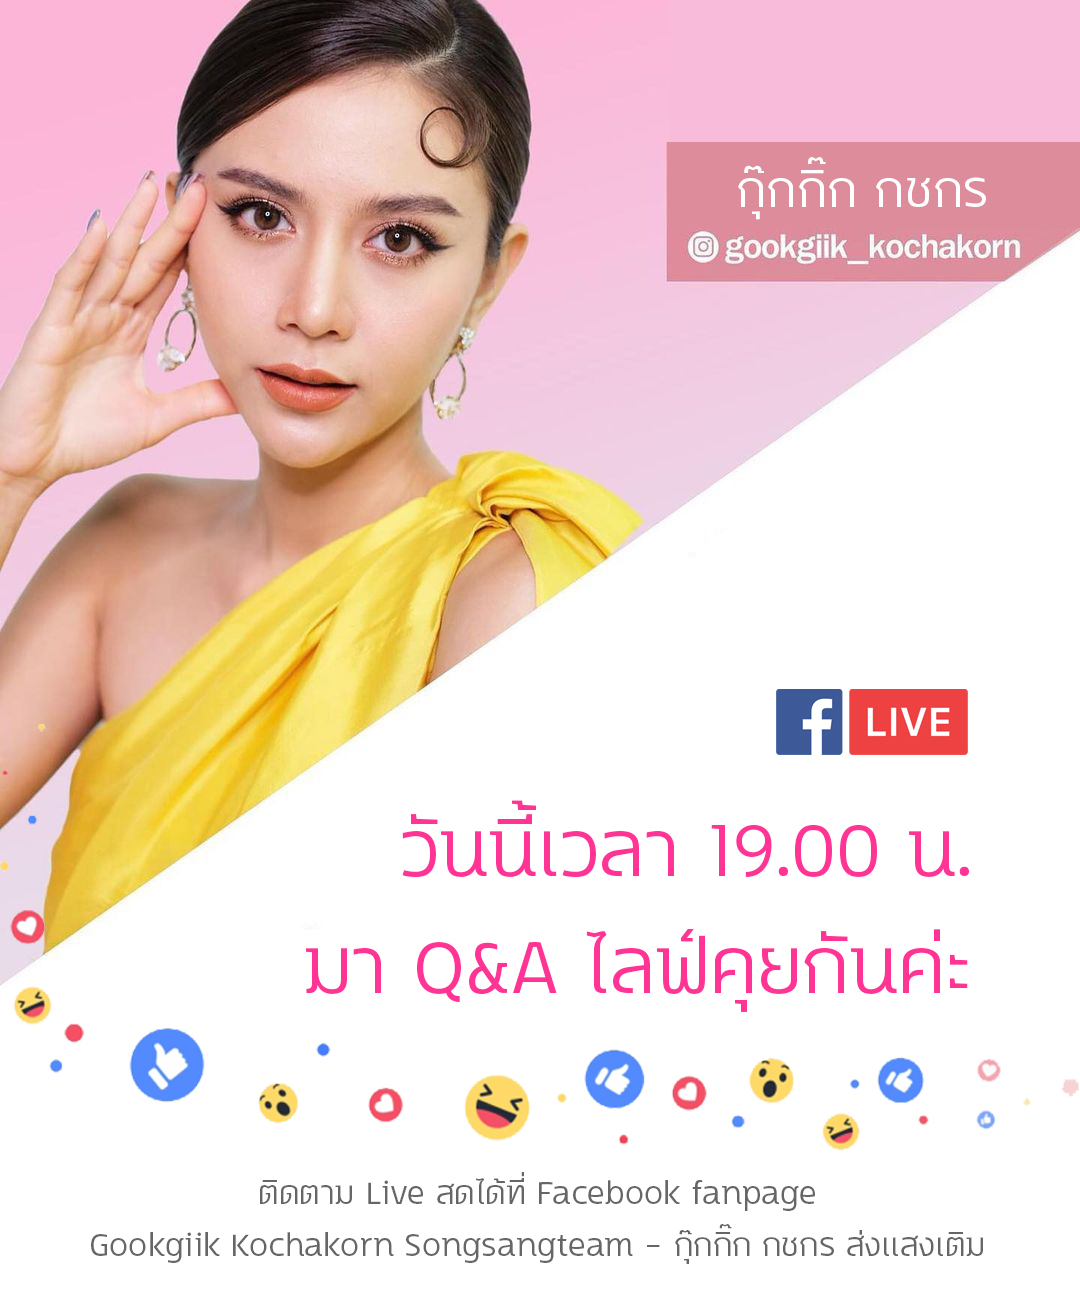 กุ๊กกิ๊ก กชกร
gookgiik_kochakorn
f LIVE
วันนี้เวลา 19.00 น.
มา Q&A ไลฟ์คุยกันค่ะ
ติดตาม Live สดได้ที่ Facebook fanpage
Gookgiik Kochakorn Songsangteam - กุ๊กกิ๊ก กชกร ส่งแสงเติม